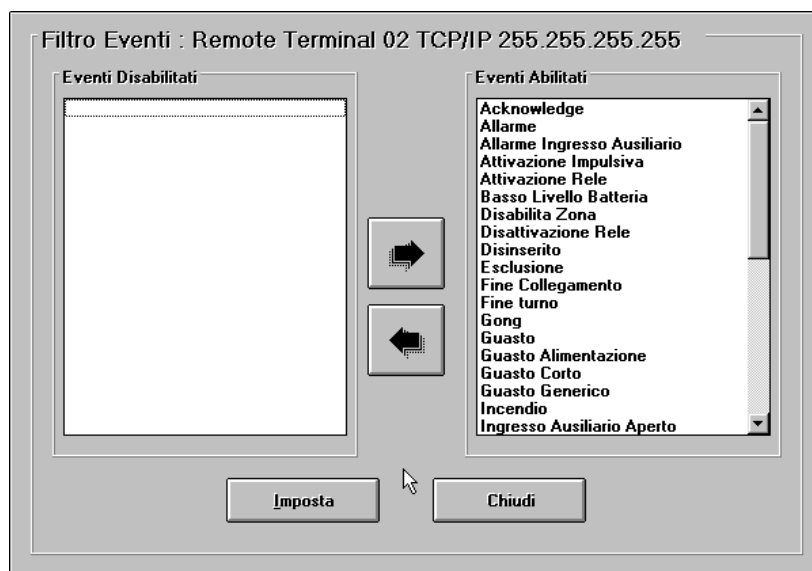 Filtro Eventi : Remote Terminal 02 TCP/IP 255.255.255.255
Eventi Disabilitati
Eventi Abilitati
Acknowledge
Allarme
Allarme Ingresso Ausiliario
Attivazione Impulsiva
Attivazione Rele
Basso Livello Batteria
Disabilita Zona
Disattivazione Rele
Disinserito
Esclusione
Fine Collegamento
Fine turno
Gong
Guasto
Guasto Alimentazione
Guasto Corto
Guasto Generico
Incendio
Ingresso Ausiliario Aperto
Imposta
Chiudi